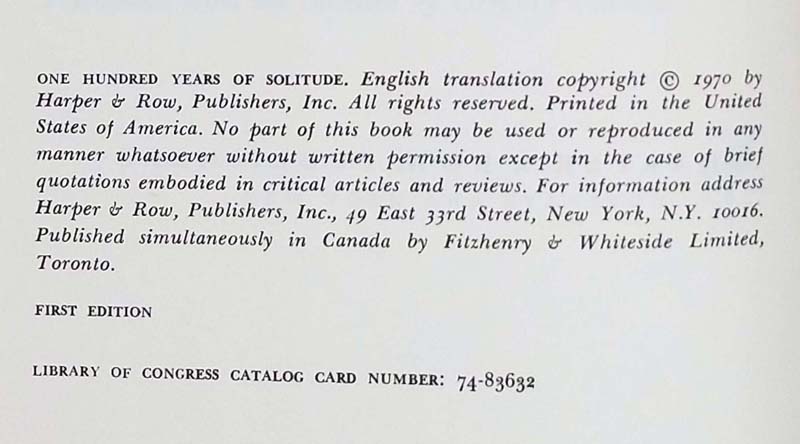 ONE HUNDRED YEARS OF SOLITUDE. English translation copyright © 1970 by
Harper & Row, Publishers, Inc. All rights reserved. Printed in the United
States of America. No part of this book may be used or reproduced in any
manner whatsoever without written permission except in the case of brief
quotations embodied in critical articles and reviews. For information address
Harper & Row, Publishers, Inc., 49 East 33rd Street, New York, N.Y. 10016.
Published simultaneously in Canada by Fitzhenry & Whiteside Limited,
Toronto.
FIRST EDITION
LIBRARY OF CONGRESS CATALOG CARD NUMBER: 74-83632